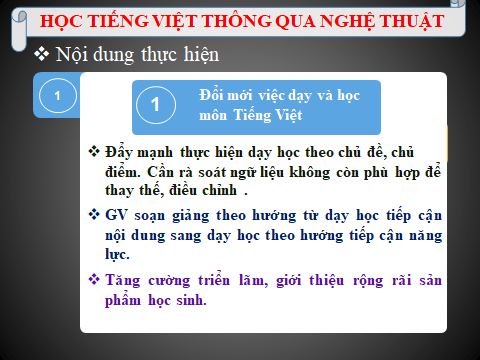 HỌC TIẾNG VIỆT THÔNG QUA NGHỆ THUẬT
❖ Nội dung thực hiện
1
1
Đổi mới việc dạy và học
môn Tiếng Việt
❖ Đẩy mạnh thực hiện dạy học theo chủ đề, chủ
điểm. Cần rà soát ngữ liệu không còn phù hợp để
thay thế, điều chỉnh .
❖ GV soạn giảng theo hướng từ dạy học tiếp cận
nội dung sang dạy học theo hướng tiếp cận năng
lực.
❖ Tăng cường triển lãm, giới thiệu rộng rãi sản
phẩm học sinh.